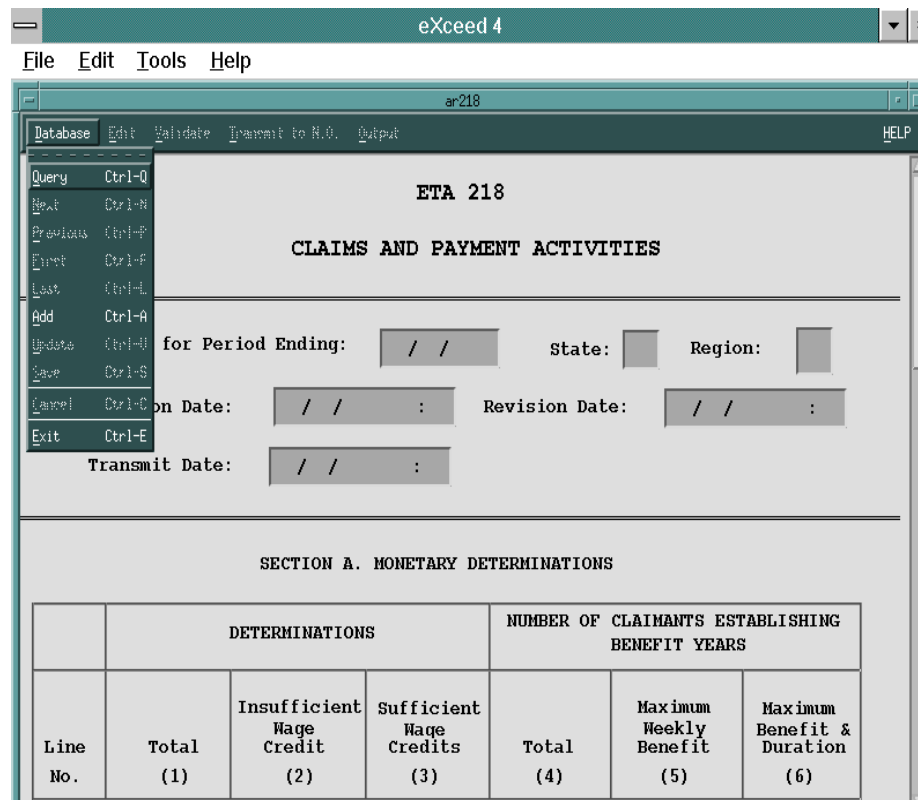 eXceed 4
File Edit Tools Help
ar218
Database Edit Validate Transmit to N.O. Output HELP
Query Ctrl-Q
Next Ctrl-N
Previous Ctrl-P
First Ctrl-F
Last Ctrl-L
Add Ctrl-A
Update Ctrl-U
Save Ctrl-S
Cancel Ctrl-C
Exit Ctrl-E
ETA 218
CLAIMS AND PAYMENT ACTIVITIES
for Period Ending: / / State: Region:
on Date: / / : Revision Date: / / :
Transmit Date: / / :
SECTION A. MONETARY DETERMINATIONS
DETERMINATIONS
NUMBER OF CLAIMANTS ESTABLISHING
BENEFIT YEARS
Line
No.
Total
(1)
Insufficient
Wage
Credit
(2)
Sufficient
Wage
Credits
(3)
Total
(4)
Maximum
Weekly
Benefit
(5)
Maximum
Benefit &
Duration
(6)